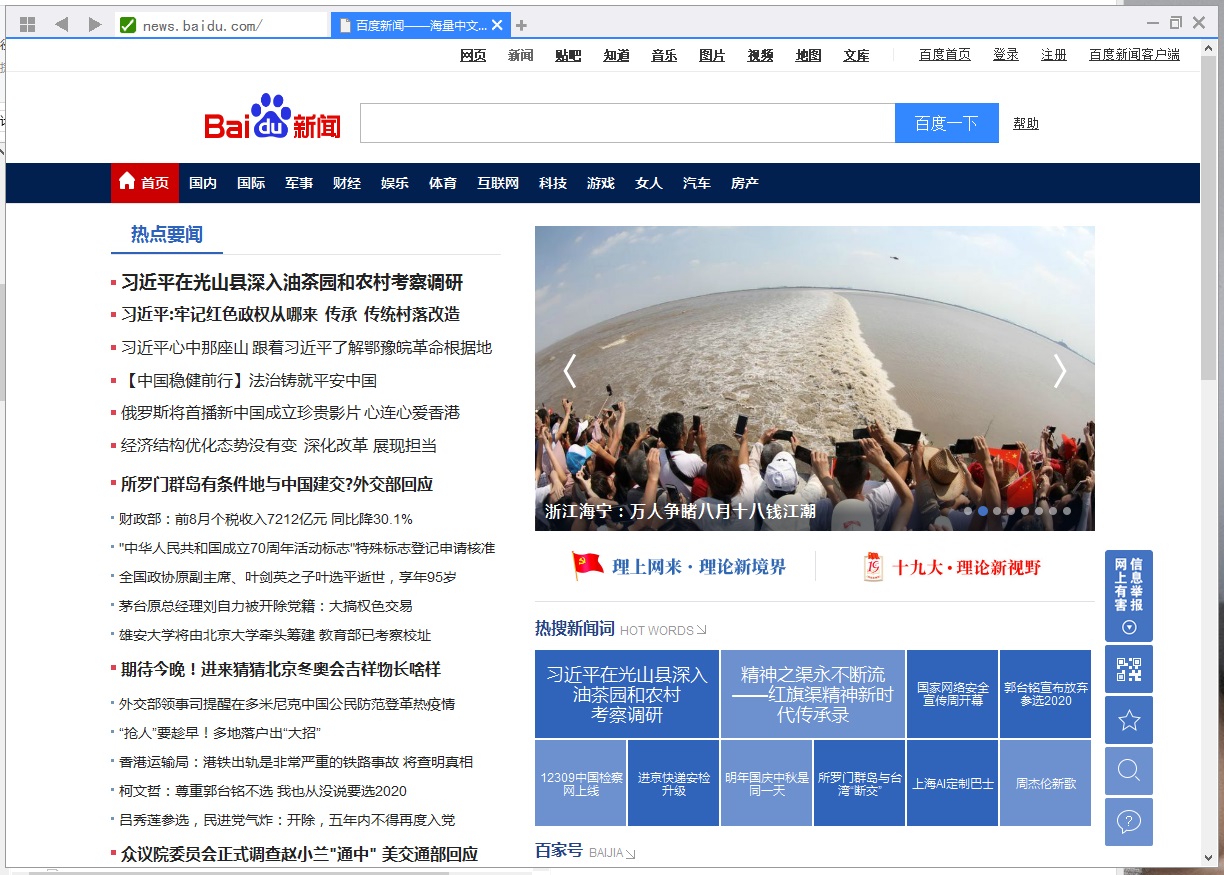 news.baidu.com/
百度新闻——海量中文...
网页 新闻 贴吧 知道 音乐 图片 视频 地图 文库 百度首页 登录 注册 百度新闻客户端
Baidu新闻
百度一下
帮助
首页 国内 国际 军事 财经 娱乐 体育 互联网 科技 游戏 女人 汽车 房产
热点要闻
习近平在光山县深入油茶园和农村考察调研
习近平:牢记红色政权从哪来 传承 传统村落改造
习近平心中那座山 跟着习近平了解鄂豫皖革命根据地
【中国稳健前行】法治铸就平安中国
俄罗斯将首播新中国成立珍贵影片 心连心爱香港
经济结构优化态势没有变 深化改革 展现担当
所罗门群岛有条件地与中国建交?外交部回应
财政部：前8月个税收入7212亿元 同比降30.1%
"中华人民共和国成立70周年活动标志"特殊标志登记申请核准
全国政协原副主席、叶剑英之子叶选平逝世，享年95岁
茅台原总经理刘自力被开除党籍：大搞权色交易
雄安大学将由北京大学牵头筹建 教育部已考察校址
期待今晚！进来猜猜北京冬奥会吉祥物长啥样
外交部领事司提醒在多米尼克中国公民防范登革热疫情
“抢人”要趁早！多地落户出“大招”
香港运输局：港铁出轨是非常严重的铁路事故 将查明真相
柯文哲：尊重郭台铭不选 我也从没说要选2020
吕秀莲参选，民进党气炸：开除，五年内不得再度入党
众议院委员会正式调查赵小兰"通中" 美交通部回应
浙江海宁：万人争睹八月十八钱江潮
理上网来·理论新境界
19
十九大·理论新视野
热搜新闻词 HOT WORDS
习近平在光山县深入
油茶园和农村
考察调研
精神之渠永不断流
——红旗渠精神新时
代传承录
国家网络安全
宣传周开幕
郭台铭宣布放弃
参选2020
12309中国检察
网上线
进京快递安检
升级
明年国庆中秋是
同一天
所罗门群岛与台
湾“断交”
上海AI定制巴士
周杰伦新歌
百家号 BAIJIA
网上有害
信息举报